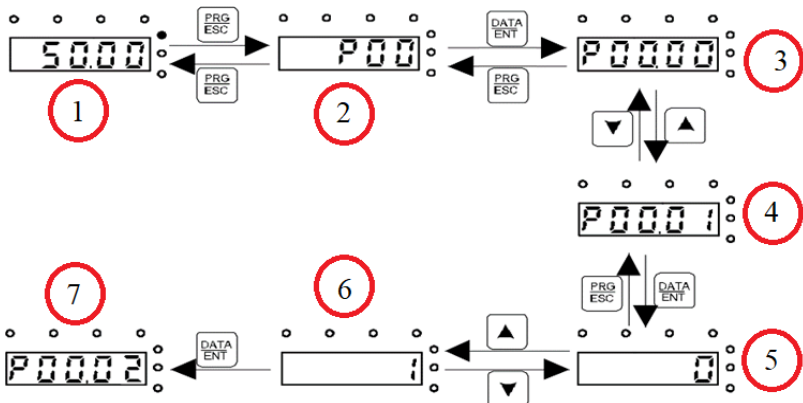 PRG
ESC
DATA
ENT
50.00
P00
P00.00
PRG
ESC
PRG
ESC
1
2
3
P00.01
4
PRG
ESC
DATA
ENT
7
6
DATA
ENT
P00.02
1
0
5